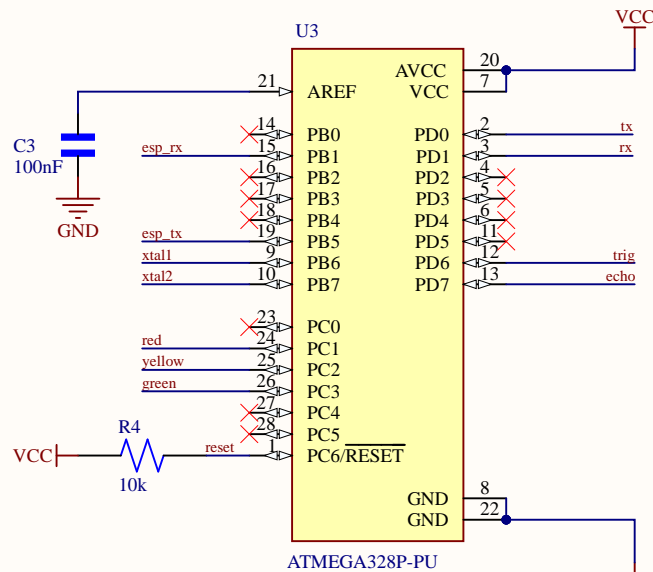 VCC
U3
20
AVCC
7
VCC
21
AREF
C3
100nF
GND
14
PB0
esp_rx
15
PB1
16
PB2
17
PB3
18
PB4
esp_tx
19
PB5
xtal1
9
PB6
xtal2
10
PB7
2
PD0
tx
3
PD1
rx
4
PD2
5
PD3
6
PD4
11
PD5
12
PD6
trig
13
PD7
echo
23
PC0
red
24
PC1
yellow
25
PC2
green
26
PC3
27
PC4
28
PC5
VCC
R4
10k
reset
1
PC6/RESET
8
GND
22
GND
ATMEGA328P-PU